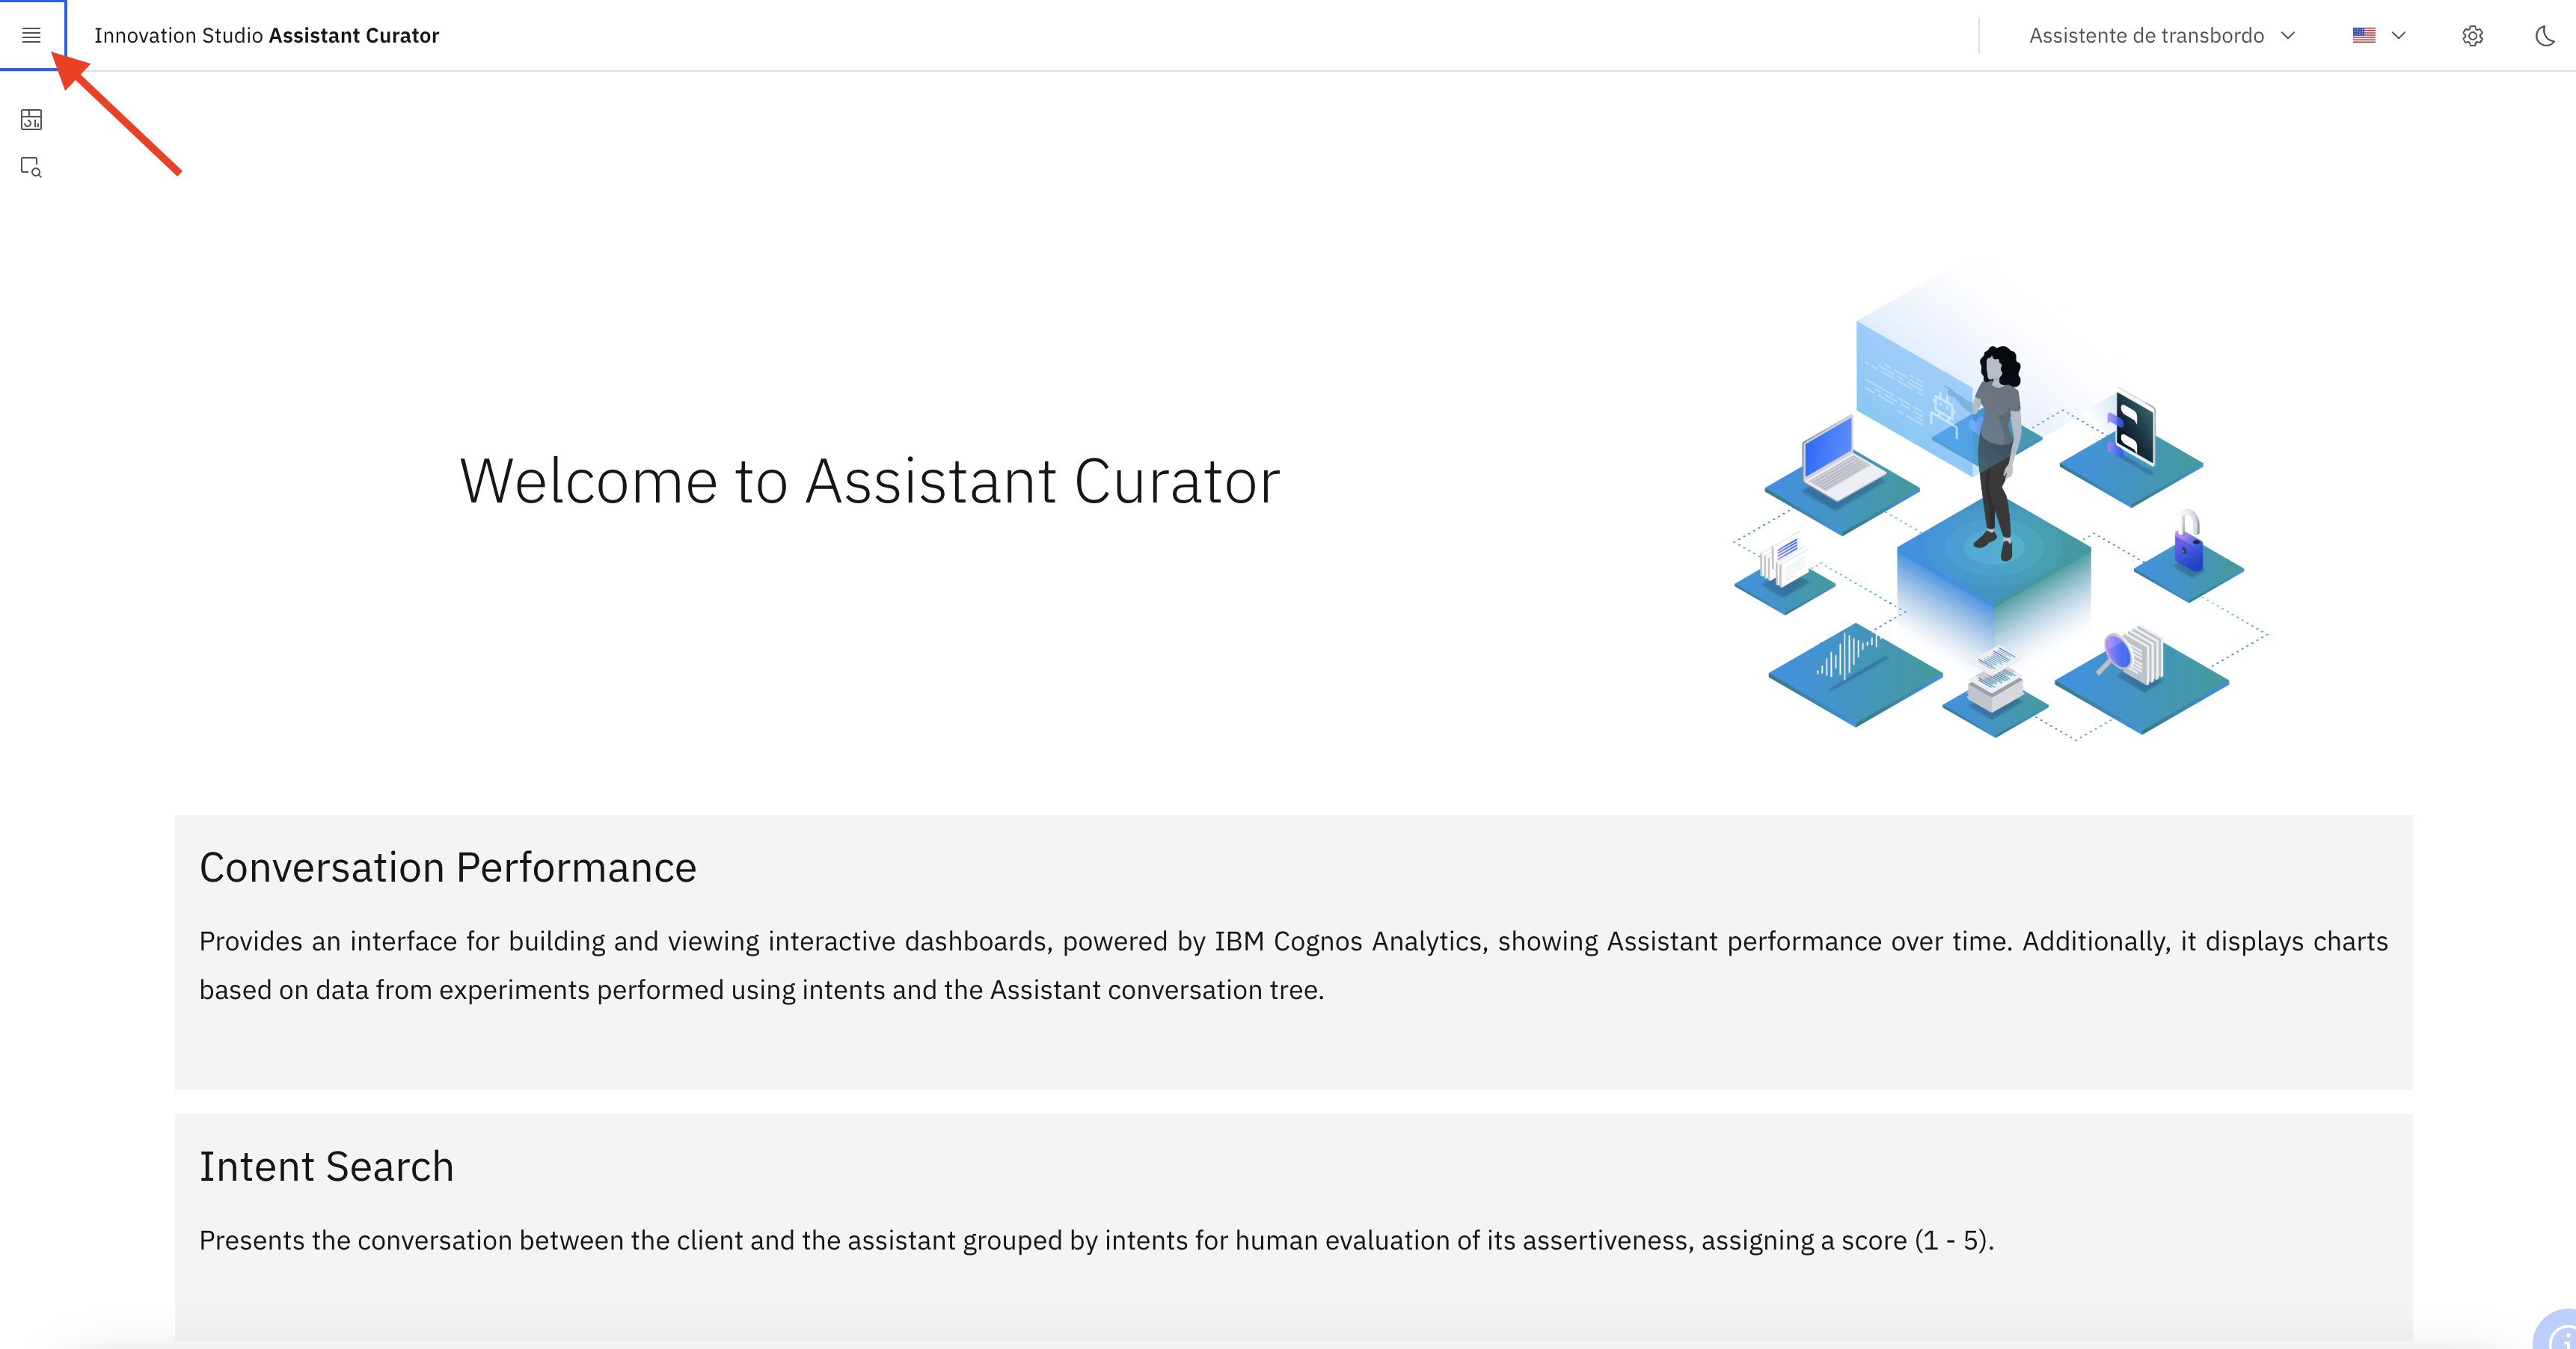 Innovation Studio Assistant Curator
Assistente de transbordo
Welcome to Assistant Curator
Conversation Performance
Provides an interface for building and viewing interactive dashboards, powered by IBM Cognos Analytics, showing Assistant performance over time. Additionally, it displays charts
based on data from experiments performed using intents and the Assistant conversation tree.
Intent Search
Presents the conversation between the client and the assistant grouped by intents for human evaluation of its assertiveness, assigning a score (1 - 5).